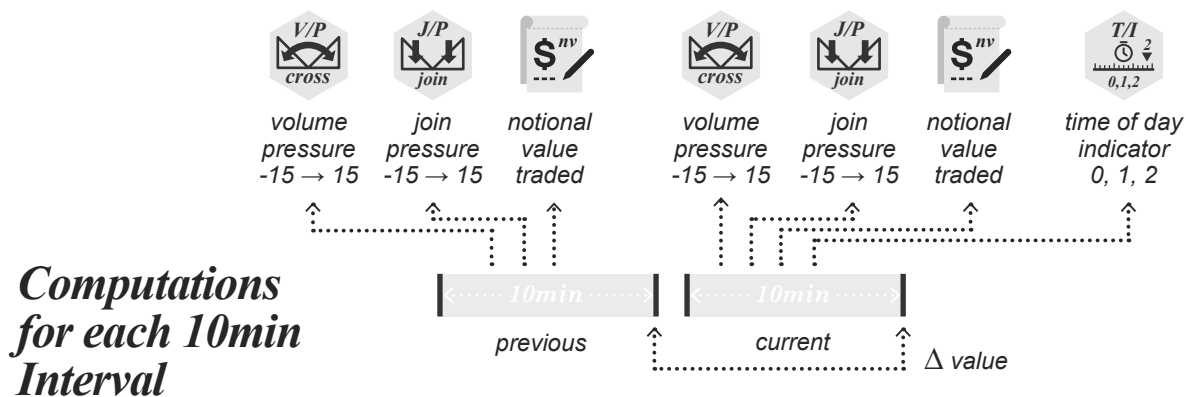 V/P
cross
volume
pressure
-15 → 15
J/P
join
join
pressure
-15 → 15
$ nv
notional
value
traded
V/P
cross
volume
pressure
-15 → 15
J/P
join
join
pressure
-15 → 15
$ nv
notional
value
traded
T/I
2
0,1,2
time of day
indicator
0, 1, 2
Computations
for each 10min
Interval
10min
previous
10min
current
Δ value